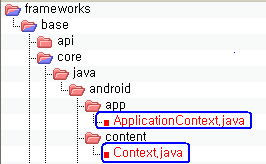 frameworks
base
api
core
java
android
app
ApplicationContext.java
content
Context.java